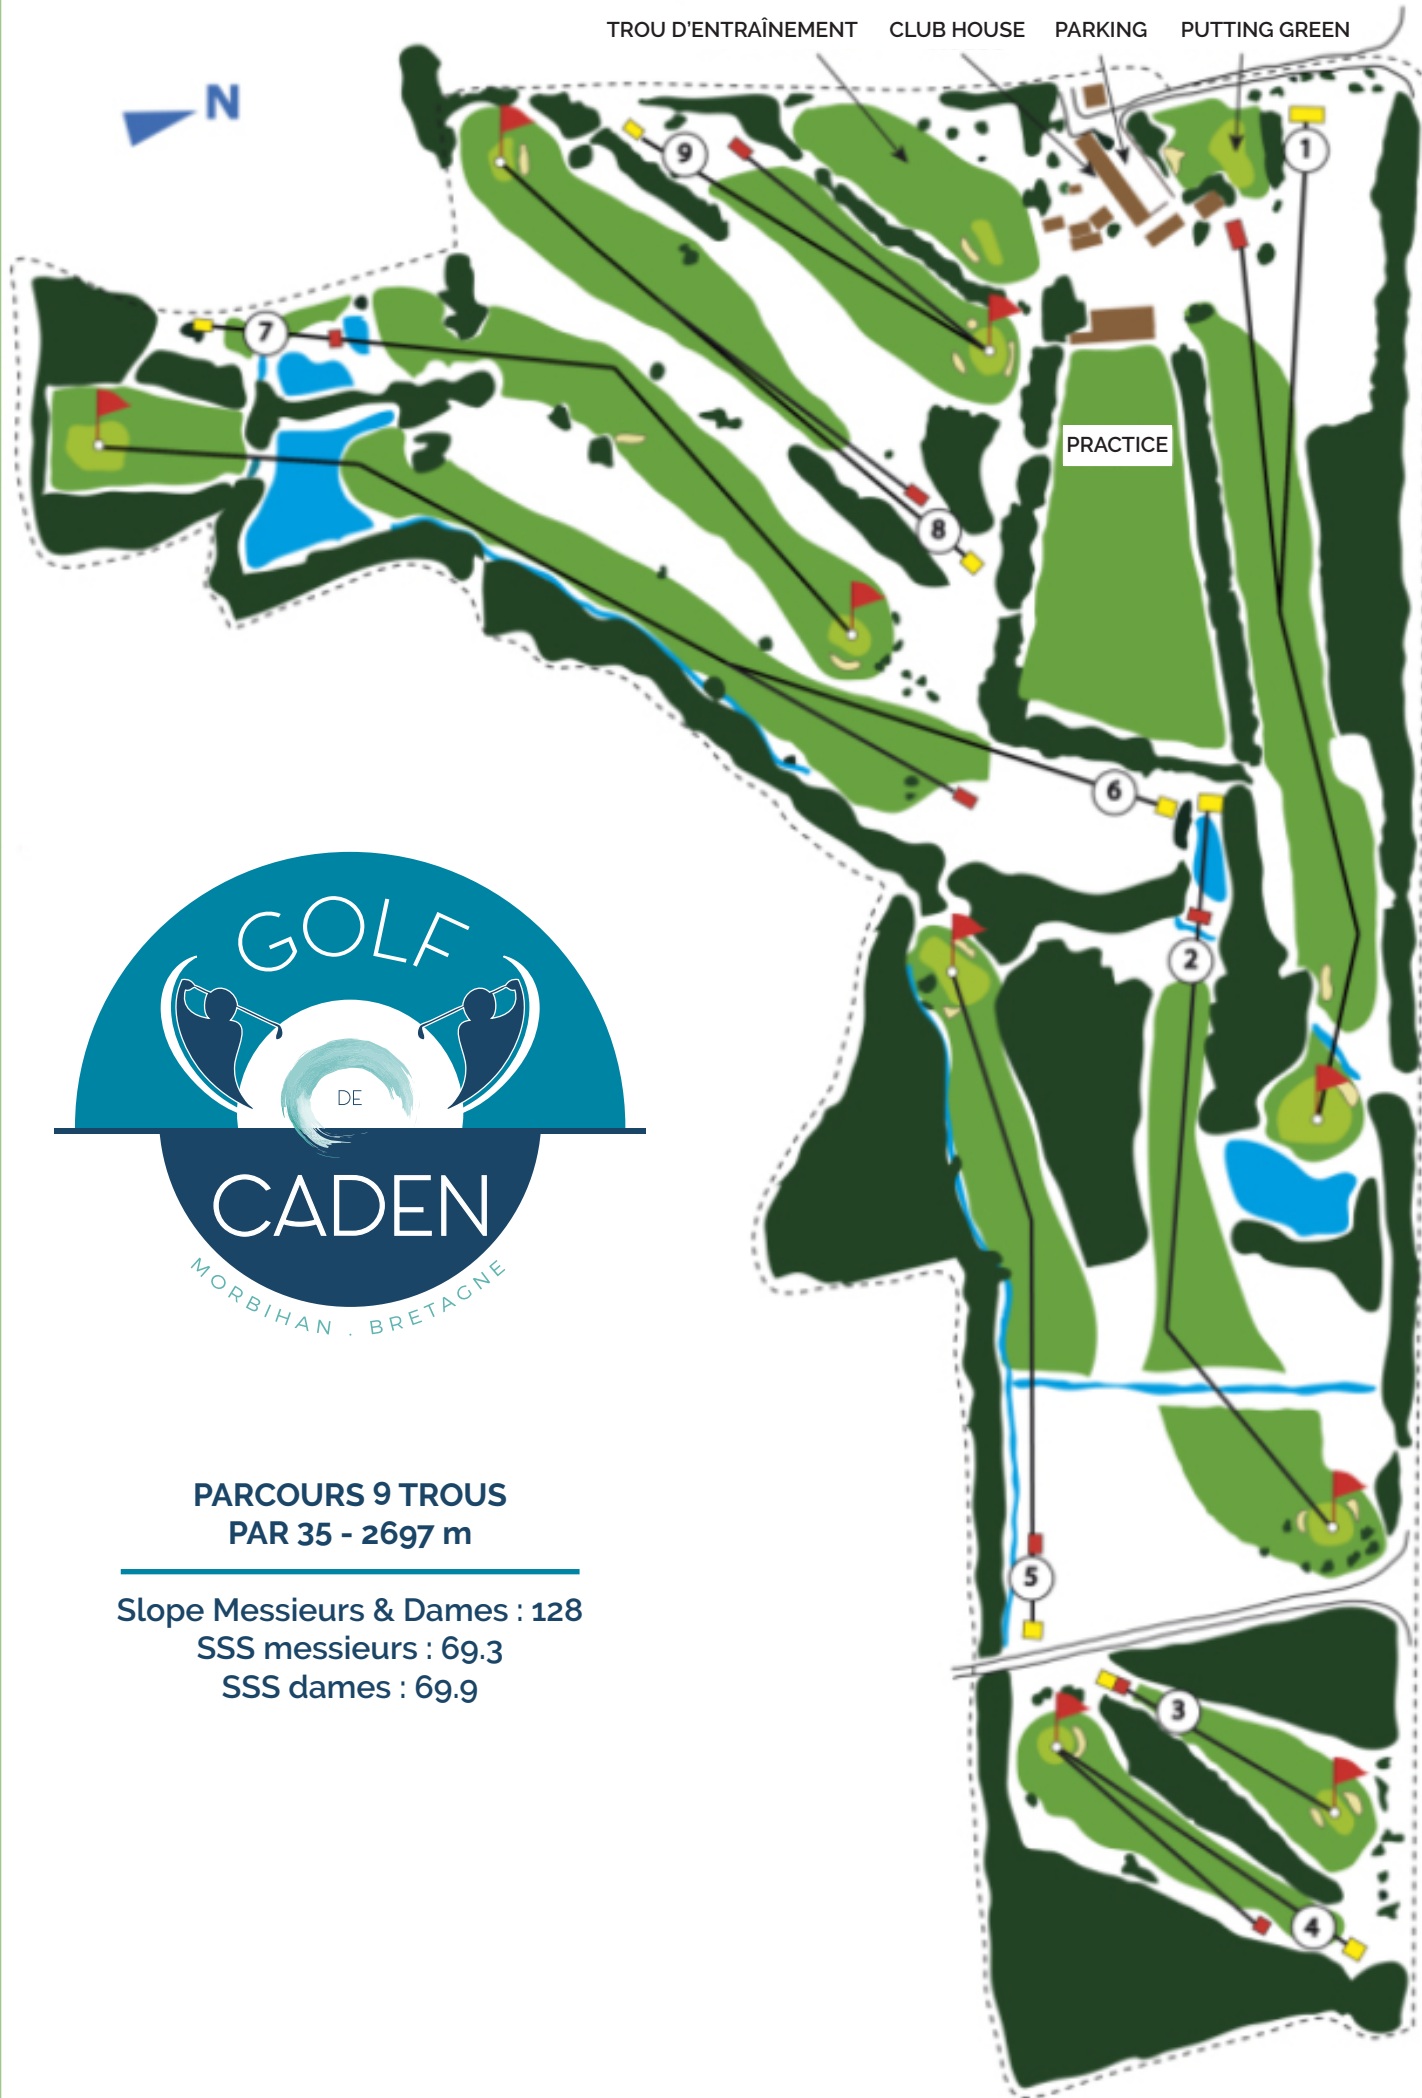 TROU D'ENTRAÎNEMENT CLUB HOUSE PARKING PUTTING GREEN
N
1
9
7
PRACTICE
8
6
2
GOLF
DE
CADEN
MORBIHAN . BRETAGNE
PARCOURS 9 TROUS
PAR 35 - 2697 m
5
Slope Messieurs & Dames : 128
SSS messieurs : 69.3
SSS dames : 69.9
3
4